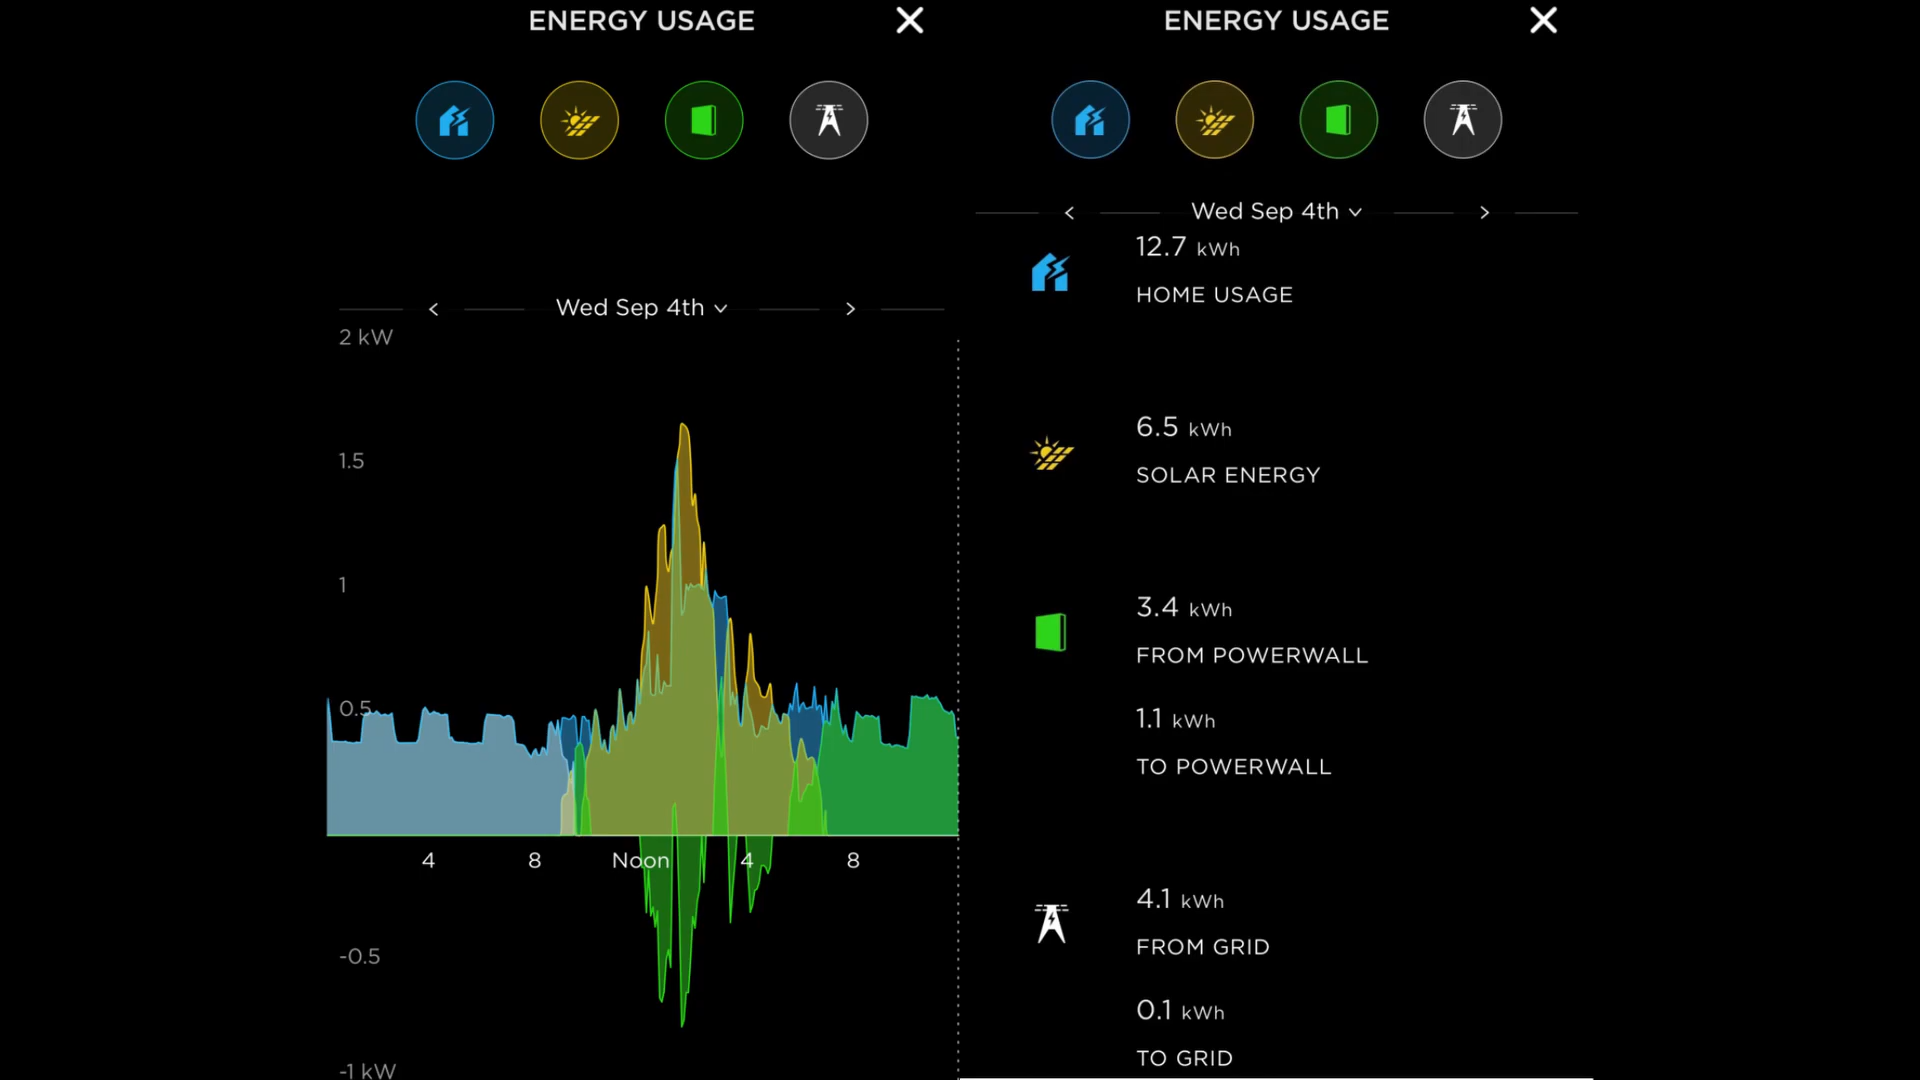 ENERGY USAGE
Wed Sep 4th
2 kW
1.5
1
0.5
4 8 Noon 4 8
-0.5
-1 kW
ENERGY USAGE
Wed Sep 4th
12.7 kWh
HOME USAGE
6.5 kWh
SOLAR ENERGY
3.4 kWh
FROM POWERWALL
1.1 kWh
TO POWERWALL
4.1 kWh
FROM GRID
0.1 kWh
TO GRID